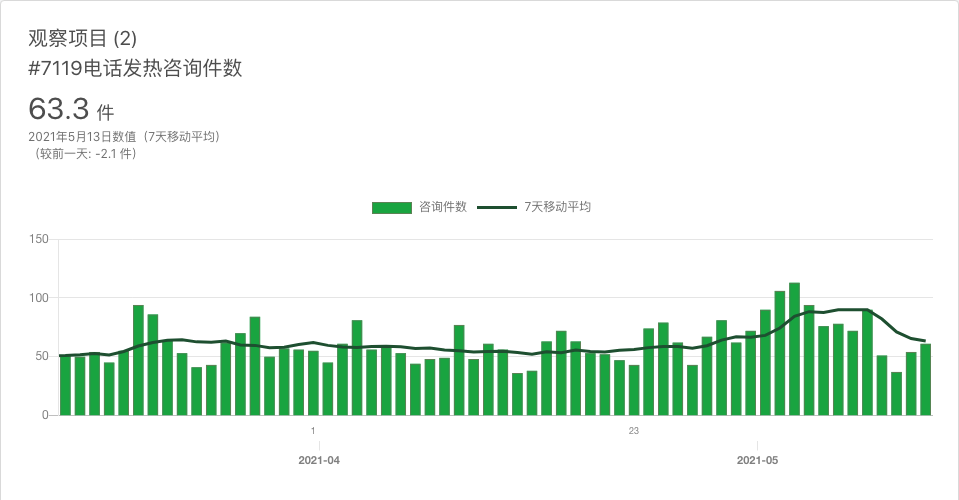 观察项目 (2)
#7119电话发热咨询件数
63.3 件
2021年5月13日数值（7天移动平均）
（较前一天: -2.1 件）
咨询件数 7天移动平均
150
100
50
0
1 23
2021-04 2021-05